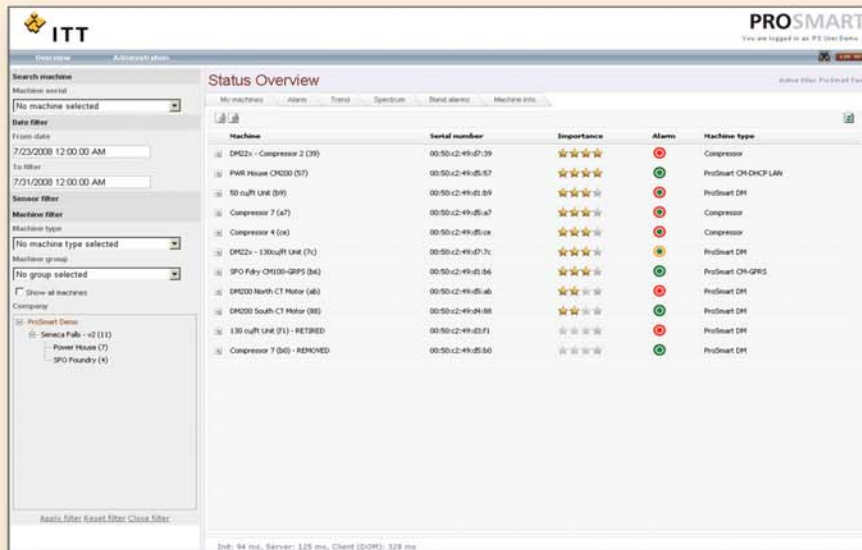 ITT
PROSMART
You are logged in as: PS User Demo
Overview Administration
Search machine
Machine serial
No machine selected
Date filter
From date
7/23/2008 12:00:00 AM
To filter
7/31/2008 12:00:00 AM
Sensor filter
Machine filter
Machine type
No machine type selected
Machine group
No group selected
Show all machines
Company
ProSmart Demo
Seneca Falls - v2 (11)
Power House (7)
SFO Foundry (4)
Apply filter Reset filter Close filter
Status Overview
Active filter: ProSmart
My machines Alarm Trend Spectrum Band alarms Machine info
Machine Serial number Importance Alarm Machine type
DM22x - Compressor 2 (39) 00:50:c2:49:d7:39 Compressor
PWR House CM200 (57) 00:50:c2:49:d5:57 ProSmart CM-DHCP LAN
50 cu/ft Unit (b9) 00:50:c2:49:d1:b9 ProSmart DM
Compressor 7 (a7) 00:50:c2:49:d5:a7 Compressor
Compressor 4 (ce) 00:50:c2:49:d5:ce Compressor
DM22x - 130cu/ft Unit (7c) 00:50:c2:49:d7:7c ProSmart DM
SFO Fdry CM100-GRPS (b6) 00:50:c2:49:d1:b6 ProSmart CM-GPRS
DM200 North CT Motor (ab) 00:50:c2:49:d5:ab ProSmart DM
DM200 South CT Motor (88) 00:50:c2:49:d4:88 ProSmart DM
130 cu/ft Unit (f1) - RETIRED 00:50:c2:49:d3:f1 ProSmart DM
Compressor 7 (b0) - REMOVED 00:50:c2:49:d5:b0 ProSmart DM
Init: 94 ms, Server: 125 ms, Client (DOM): 328 ms